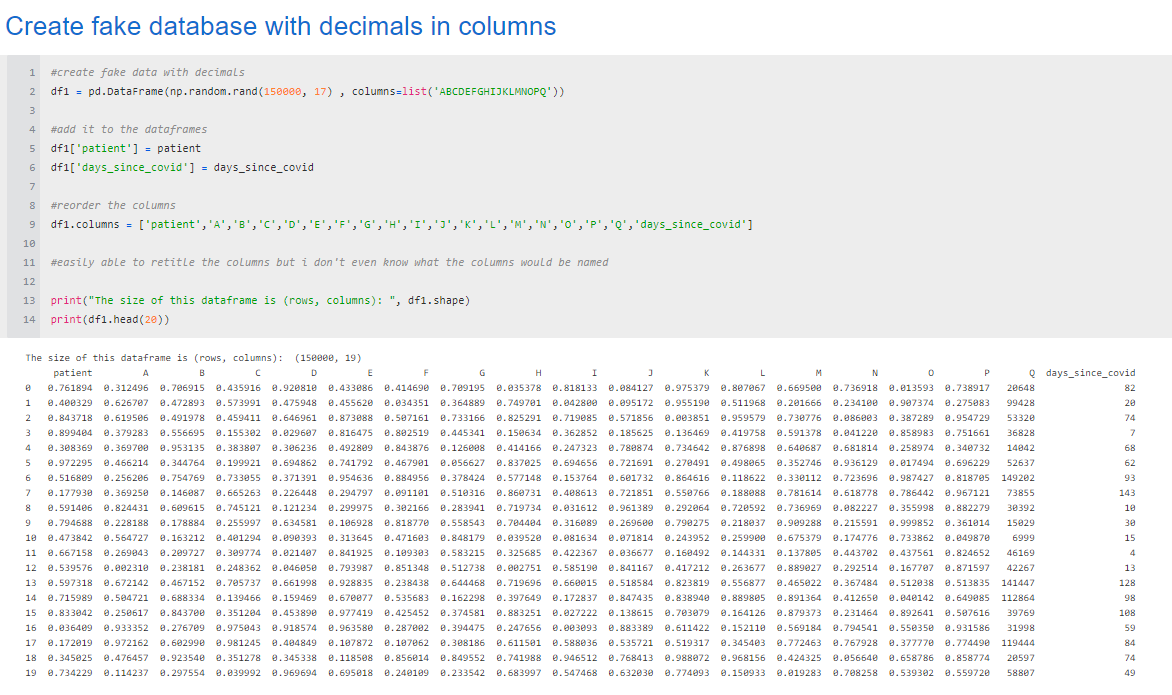 Create fake database with decimals in columns
1 #create fake data with decimals
2 df1 = pd.DataFrame(np.random.rand(150000, 17) , columns=list('ABCDEFGHIJKLMNOPQ'))
3
4 #add it to the dataframes
5 df1['patient'] = patient
6 df1['days_since_covid'] = days_since_covid
7
8 #reorder the columns
9 df1.columns = ['patient','A','B','C','D','E','F','G','H','I','J','K','L','M','N','O','P','Q','days_since_covid']
10
11 #easily able to retitle the columns but i don't even know what the columns would be named
12
13 print("The size of this dataframe is (rows, columns): ", df1.shape)
14 print(df1.head(20))
The size of this dataframe is (rows, columns):  (150000, 19)
patient A B C D E F G H I J K L M N O P Q days_since_covid
0 0.761894 0.312496 0.706915 0.435916 0.920810 0.433086 0.414690 0.709195 0.035378 0.818133 0.084127 0.975379 0.807067 0.669500 0.736918 0.013593 0.738917 20648 82
1 0.400329 0.626707 0.472893 0.573991 0.475948 0.455620 0.034351 0.364889 0.749701 0.042800 0.095172 0.955190 0.511968 0.201666 0.234100 0.907374 0.275083 99428 20
2 0.843718 0.619506 0.491978 0.459411 0.646961 0.873088 0.507161 0.733166 0.825291 0.719085 0.571856 0.003851 0.959579 0.730776 0.086003 0.387289 0.954729 53320 74
3 0.899404 0.379283 0.556695 0.155302 0.029607 0.816475 0.802519 0.445341 0.150634 0.362852 0.185625 0.136469 0.419758 0.591378 0.041220 0.858983 0.751661 36828 7
4 0.308369 0.369700 0.953135 0.383807 0.306236 0.492809 0.843876 0.126008 0.414166 0.247323 0.780874 0.734642 0.876898 0.640687 0.681814 0.258974 0.340732 14042 68
5 0.972295 0.466214 0.344764 0.199921 0.694862 0.741792 0.467901 0.056627 0.837025 0.694656 0.721691 0.270491 0.498065 0.352746 0.936129 0.017494 0.696229 52637 62
6 0.516809 0.256206 0.754769 0.733055 0.371391 0.954636 0.884956 0.378424 0.577148 0.153764 0.601732 0.864616 0.118622 0.330112 0.723696 0.987427 0.818705 149202 93
7 0.177930 0.369250 0.146087 0.665263 0.226448 0.294797 0.091101 0.510316 0.860731 0.408613 0.721851 0.550766 0.188088 0.781614 0.618778 0.786442 0.967121 73855 143
8 0.591406 0.824431 0.609615 0.745121 0.121234 0.299975 0.302166 0.283941 0.719734 0.031612 0.961389 0.292064 0.720592 0.736969 0.082227 0.355998 0.882279 30392 10
9 0.794688 0.228188 0.178884 0.255997 0.634581 0.106928 0.818770 0.558543 0.704404 0.316089 0.269600 0.790275 0.218037 0.909288 0.215591 0.999852 0.361014 15029 30
10 0.473842 0.564727 0.163212 0.401294 0.090393 0.313645 0.471603 0.848179 0.039520 0.081634 0.071814 0.243952 0.259900 0.675379 0.174776 0.733862 0.049870 6999 15
11 0.667158 0.269043 0.209727 0.309774 0.021407 0.841925 0.109303 0.583215 0.325685 0.422367 0.036677 0.160492 0.144331 0.137805 0.443702 0.437561 0.824652 46169 4
12 0.539576 0.002310 0.238181 0.248362 0.046050 0.793987 0.851348 0.512738 0.002751 0.585190 0.841167 0.417212 0.263677 0.889027 0.292514 0.167707 0.871597 42267 13
13 0.597318 0.672142 0.467152 0.705737 0.661998 0.928835 0.238438 0.644468 0.719696 0.660015 0.518584 0.823819 0.556877 0.465022 0.367484 0.512038 0.513835 141447 128
14 0.715989 0.504721 0.688334 0.139466 0.159469 0.670077 0.535683 0.162298 0.397649 0.172837 0.847435 0.838940 0.889805 0.891364 0.412650 0.040142 0.649085 112864 98
15 0.833042 0.250617 0.843700 0.351204 0.453890 0.977419 0.425452 0.374581 0.883251 0.027222 0.138615 0.703079 0.164126 0.879373 0.231464 0.892641 0.507616 39769 108
16 0.036409 0.933352 0.276709 0.975043 0.918574 0.963580 0.287002 0.394475 0.247656 0.003093 0.883389 0.611422 0.152110 0.569184 0.794541 0.550350 0.931586 31998 59
17 0.172019 0.972162 0.602990 0.981245 0.404849 0.107872 0.107062 0.308186 0.611501 0.588036 0.535721 0.519317 0.345403 0.772463 0.767928 0.377770 0.774490 119444 84
18 0.345025 0.476457 0.923540 0.351278 0.345338 0.118508 0.856014 0.849552 0.741988 0.946512 0.768413 0.988072 0.968156 0.424325 0.056640 0.658786 0.858774 20597 74
19 0.734229 0.114237 0.297554 0.039992 0.969694 0.695018 0.240109 0.233542 0.683997 0.547468 0.632030 0.774093 0.150933 0.019283 0.708258 0.539302 0.559720 58807 49